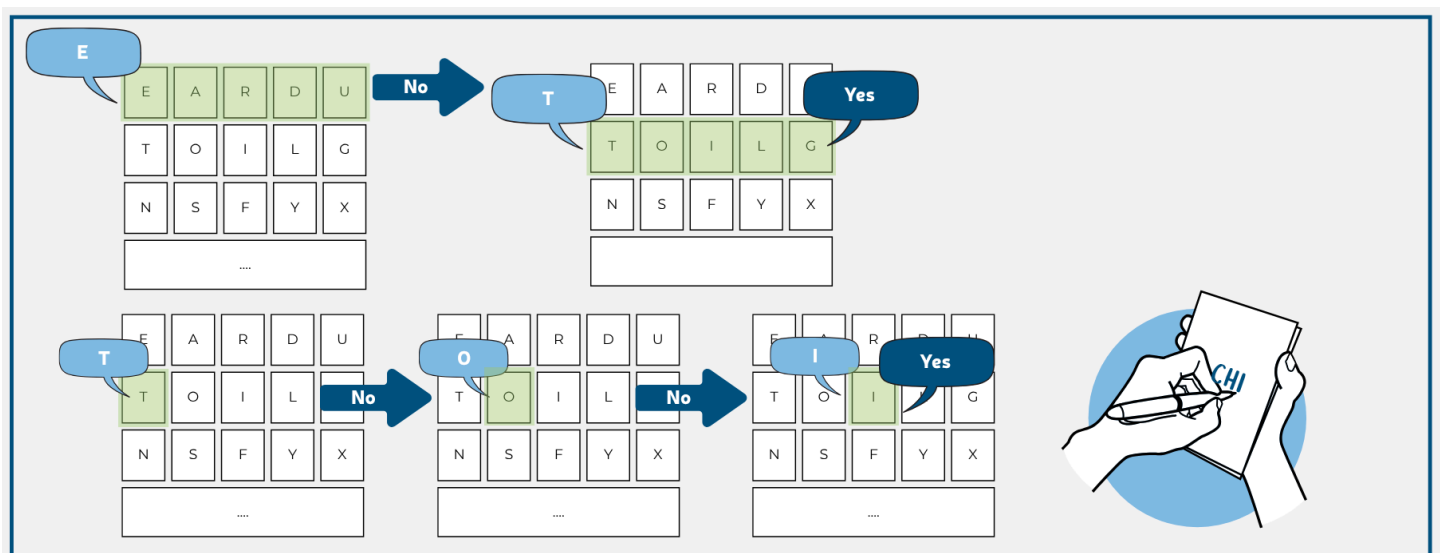 E
E A R D U
T O I L G
N S F Y X
....
No
T
E A R D
Yes
T O I L G
N S F Y X
T
E A R D U
T O I L
N S F Y X
....
No
O
E A R D U
T O I L
N S F Y X
....
No
I
E A R D U
Yes
T O I G
N S F Y X
....
CHI